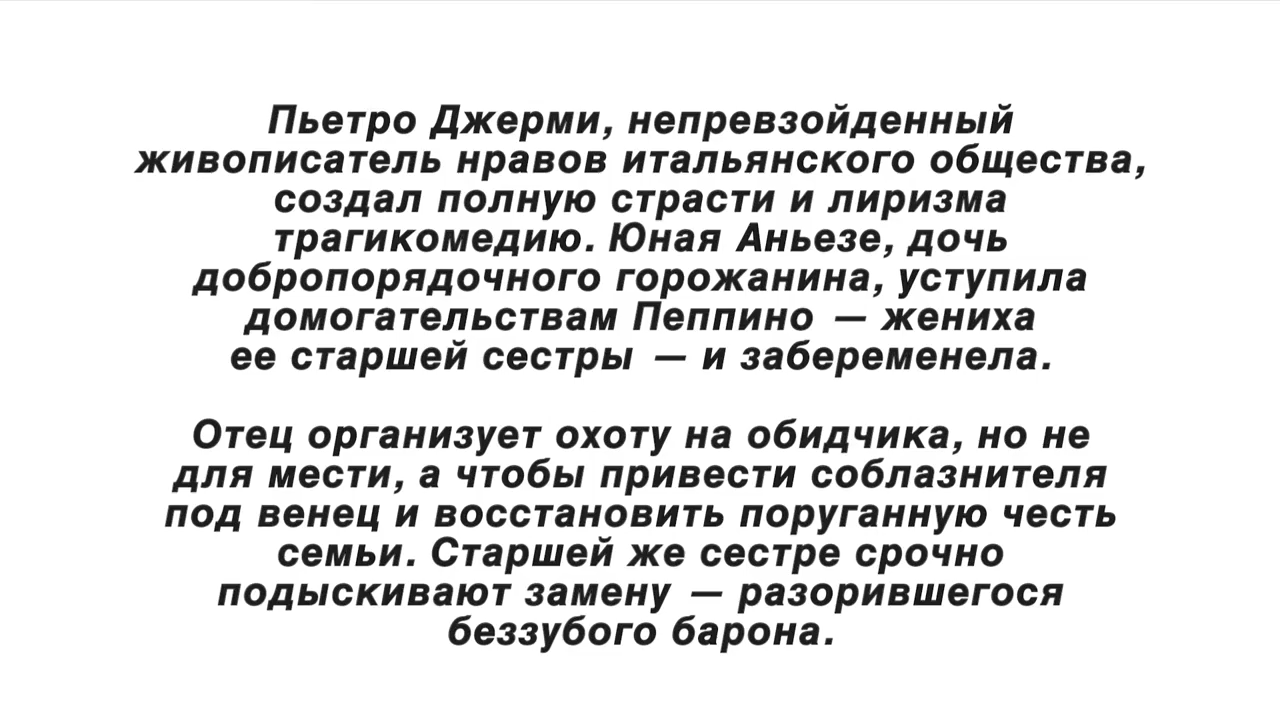 Пьетро Джерми, непревзойденный
живописатель нравов итальянского общества,
создал полную страсти и лиризма
трагикомедию. Юная Аньезе, дочь
добропорядочного горожанина, уступила
домогательствам Пеппино — жениха
ее старшей сестры — и забеременела.
Отец организует охоту на обидчика, но не
для мести, а чтобы привести соблазнителя
под венец и восстановить поруганную честь
семьи. Старшей же сестре срочно
подыскивают замену — разорившегося
беззубого барона.